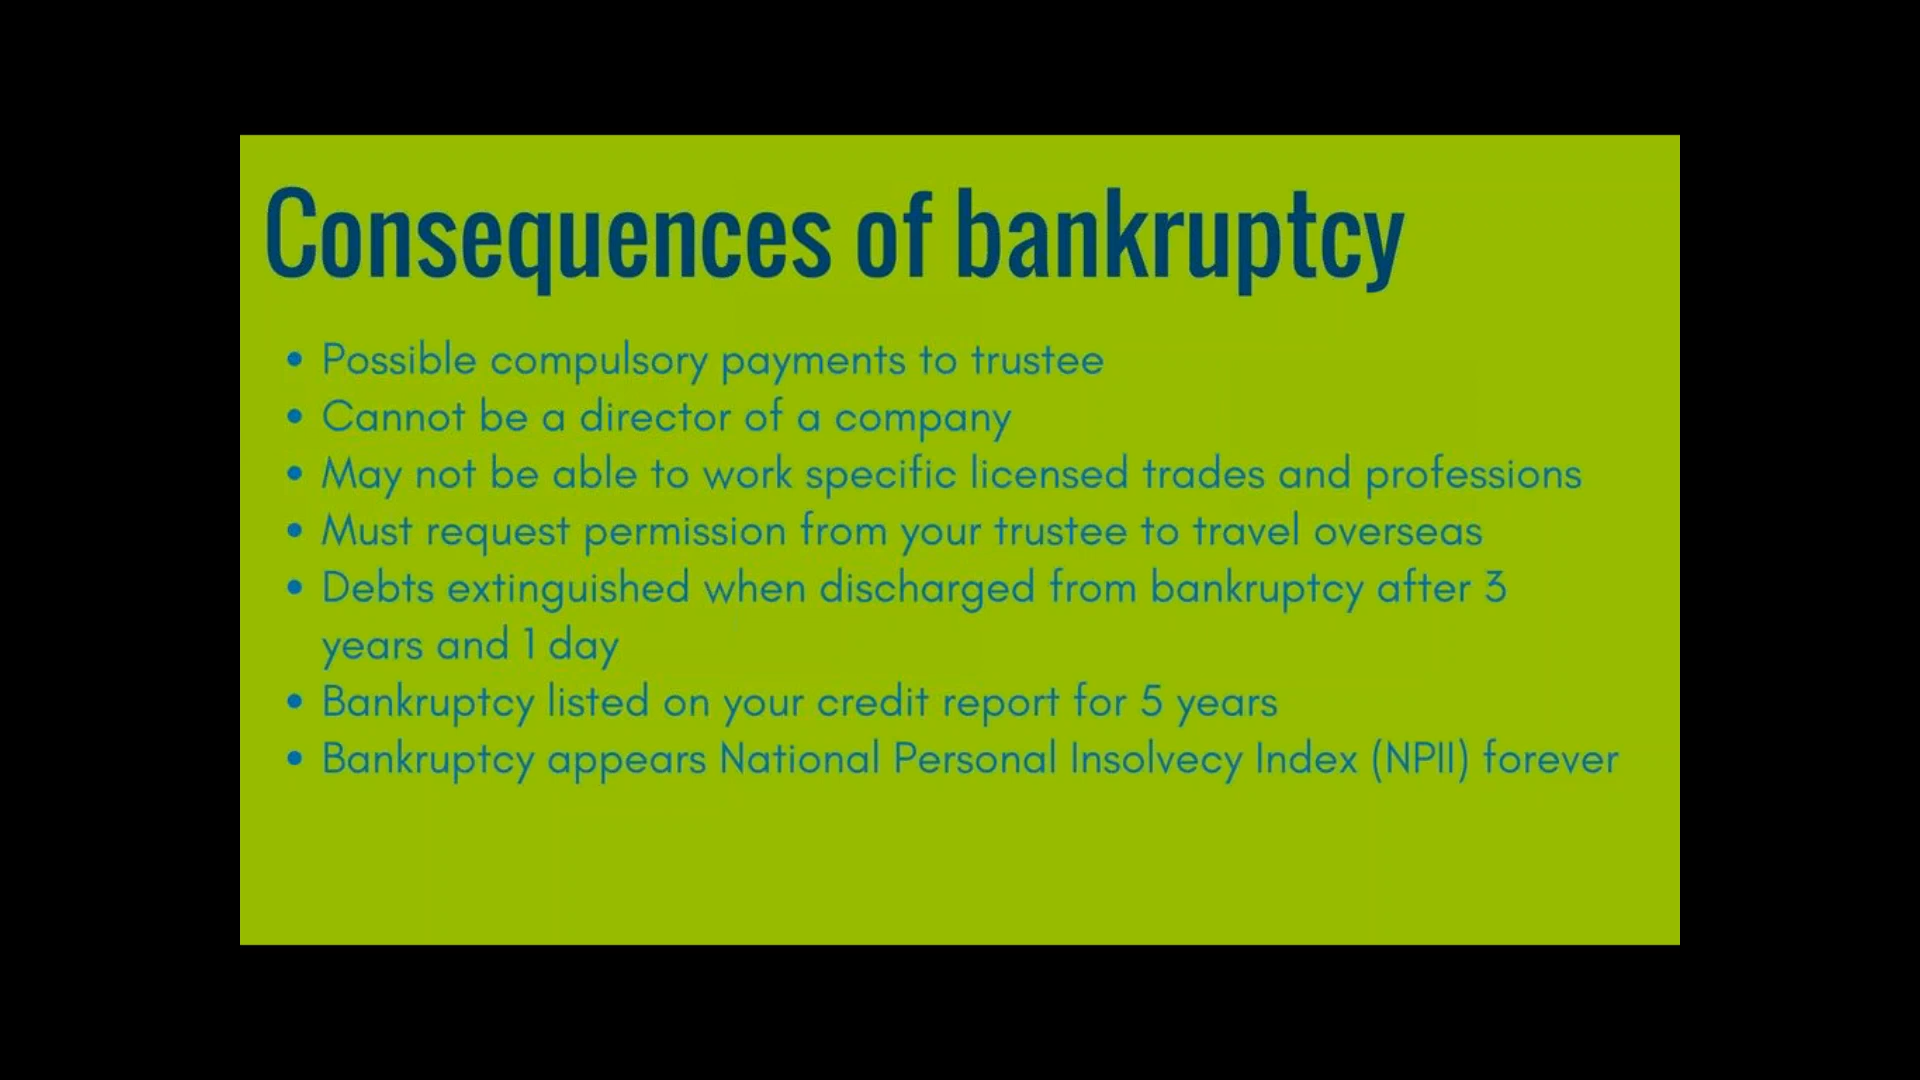 Consequences of bankruptcy
• Possible compulsory payments to trustee
• Cannot be a director of a company
• May not be able to work specific licensed trades and professions
• Must request permission from your trustee to travel overseas
• Debts extinguished when discharged from bankruptcy after 3
years and 1 day
• Bankruptcy listed on your credit report for 5 years
• Bankruptcy appears National Personal Insolvecy Index (NPII) forever